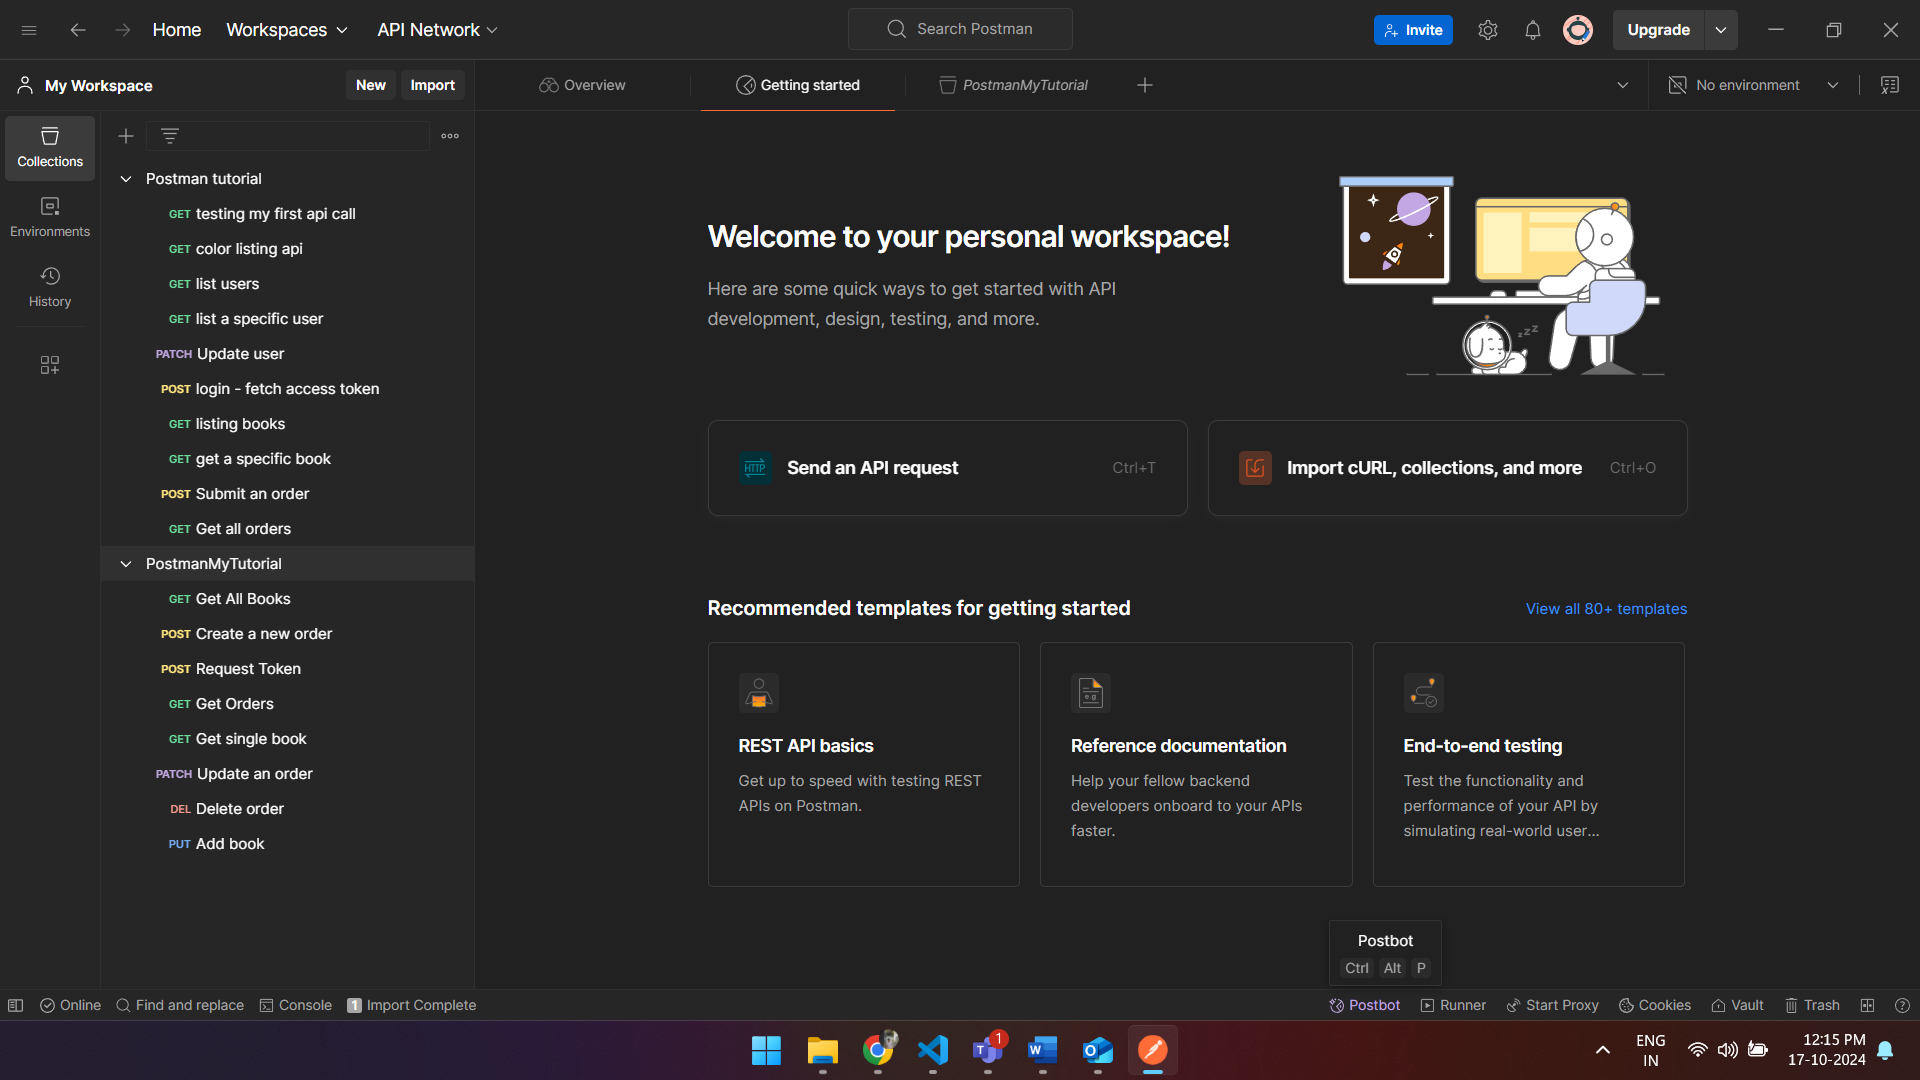 Home
Workspaces
API Network
Search Postman
Invite
Upgrade
My Workspace
New
Import
Overview
Getting started
PostmanMyTutorial
No environment
Collections
Environments
History
Postman tutorial
GET testing my first api call
GET color listing api
GET list users
GET list a specific user
PATCH Update user
POST login - fetch access token
GET listing books
GET get a specific book
POST Submit an order
GET Get all orders
PostmanMyTutorial
GET Get All Books
POST Create a new order
POST Request Token
GET Get Orders
GET Get single book
PATCH Update an order
DEL Delete order
PUT Add book
Welcome to your personal workspace!
Here are some quick ways to get started with API
development, design, testing, and more.
zzz
HTTP
Send an API request
Ctrl+T
Import cURL, collections, and more
Ctrl+O
Recommended templates for getting started
View all 80+ templates
REST API basics
Get up to speed with testing REST
APIs on Postman.
Reference documentation
Help your fellow backend
developers onboard to your APIs
faster.
End-to-end testing
Test the functionality and
performance of your API by
simulating real-world user...
Postbot
Ctrl Alt P
Online
Find and replace
Console
1 Import Complete
Postbot
Runner
Start Proxy
Cookies
Vault
Trash
1
ENG
IN
12:15 PM
17-10-2024